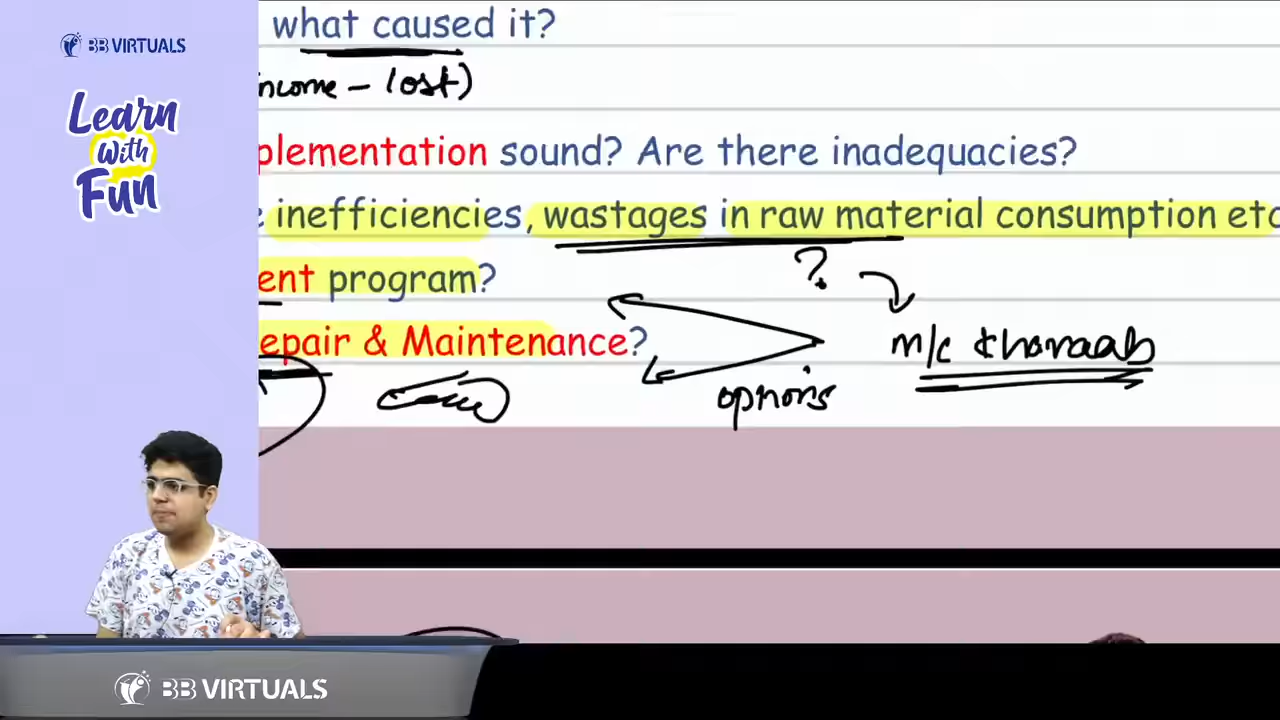 BB VIRTUALS
Learn
With
Fun
what caused it?
income - lost)
plementation sound? Are there inadequacies?
e inefficiencies, wastages in raw material consumption etc
?
ent program?
epair & Maintenance?
m/c kharaab
options
BB VIRTUALS